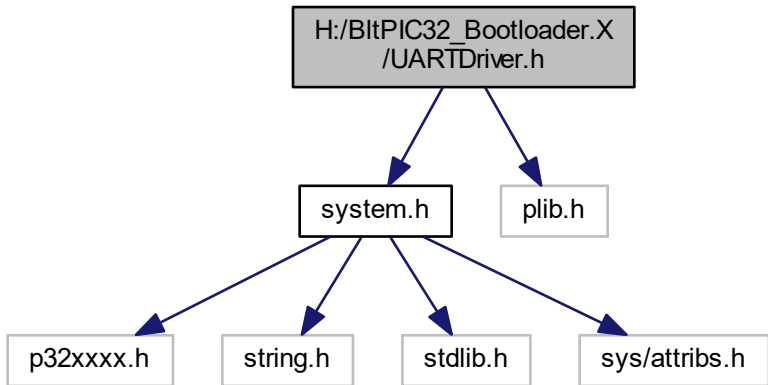 H:/BltPIC32_Bootloader.X
/UARTDriver.h
system.h
plib.h
p32xxxx.h
string.h
stdlib.h
sys/attribs.h